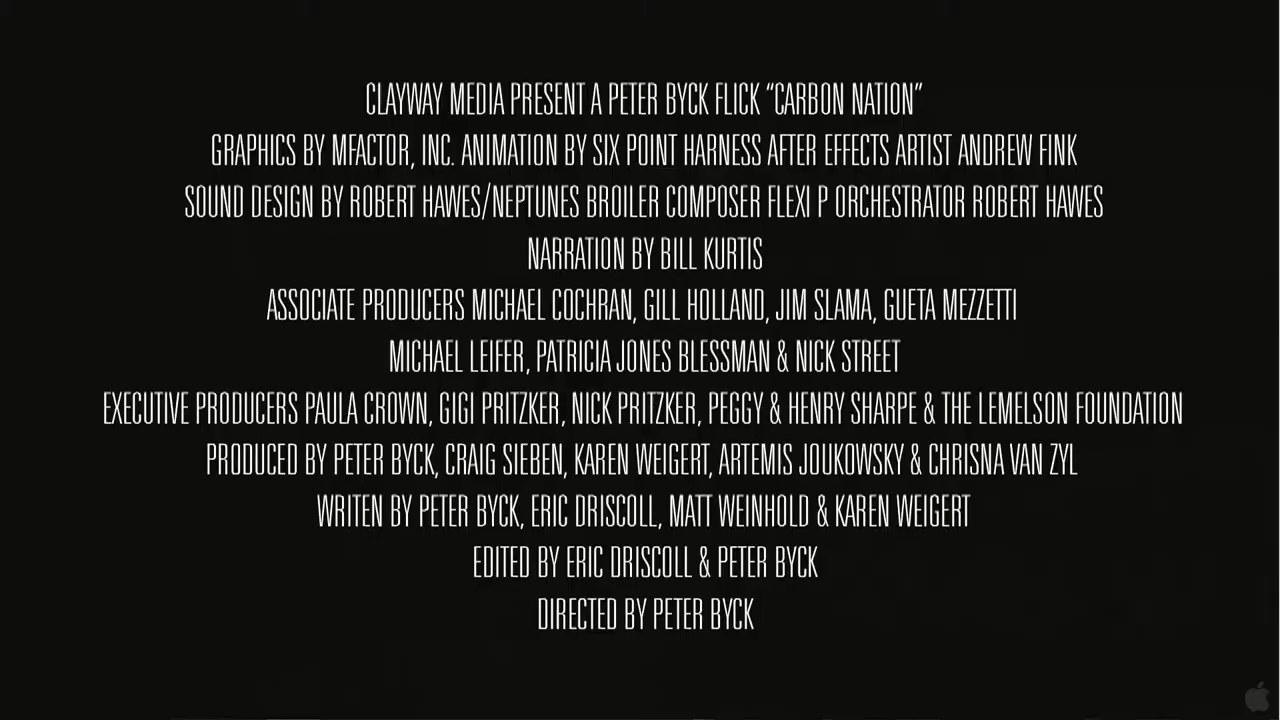 CLAYWAY MEDIA PRESENT A PETER BYCK FLICK “CARBON NATION”
GRAPHICS BY MFACTOR, INC. ANIMATION BY SIX POINT HARNESS AFTER EFFECTS ARTIST ANDREW FINK
SOUND DESIGN BY ROBERT HAWES/NEPTUNES BROILER COMPOSER FLEXI P ORCHESTRATOR ROBERT HAWES
NARRATION BY BILL KURTIS
ASSOCIATE PRODUCERS MICHAEL COCHRAN, GILL HOLLAND, JIM SLAMA, GUETA MEZZETTI
MICHAEL LEIFER, PATRICIA JONES BLESSMAN & NICK STREET
EXECUTIVE PRODUCERS PAULA CROWN, GIGI PRITZKER, NICK PRITZKER, PEGGY & HENRY SHARPE & THE LEMELSON FOUNDATION
PRODUCED BY PETER BYCK, CRAIG SIEBEN, KAREN WEIGERT, ARTEMIS JOUKOWSKY & CHRISNA VAN ZYL
WRITEN BY PETER BYCK, ERIC DRISCOLL, MATT WEINHOLD & KAREN WEIGERT
EDITED BY ERIC DRISCOLL & PETER BYCK
DIRECTED BY PETER BYCK